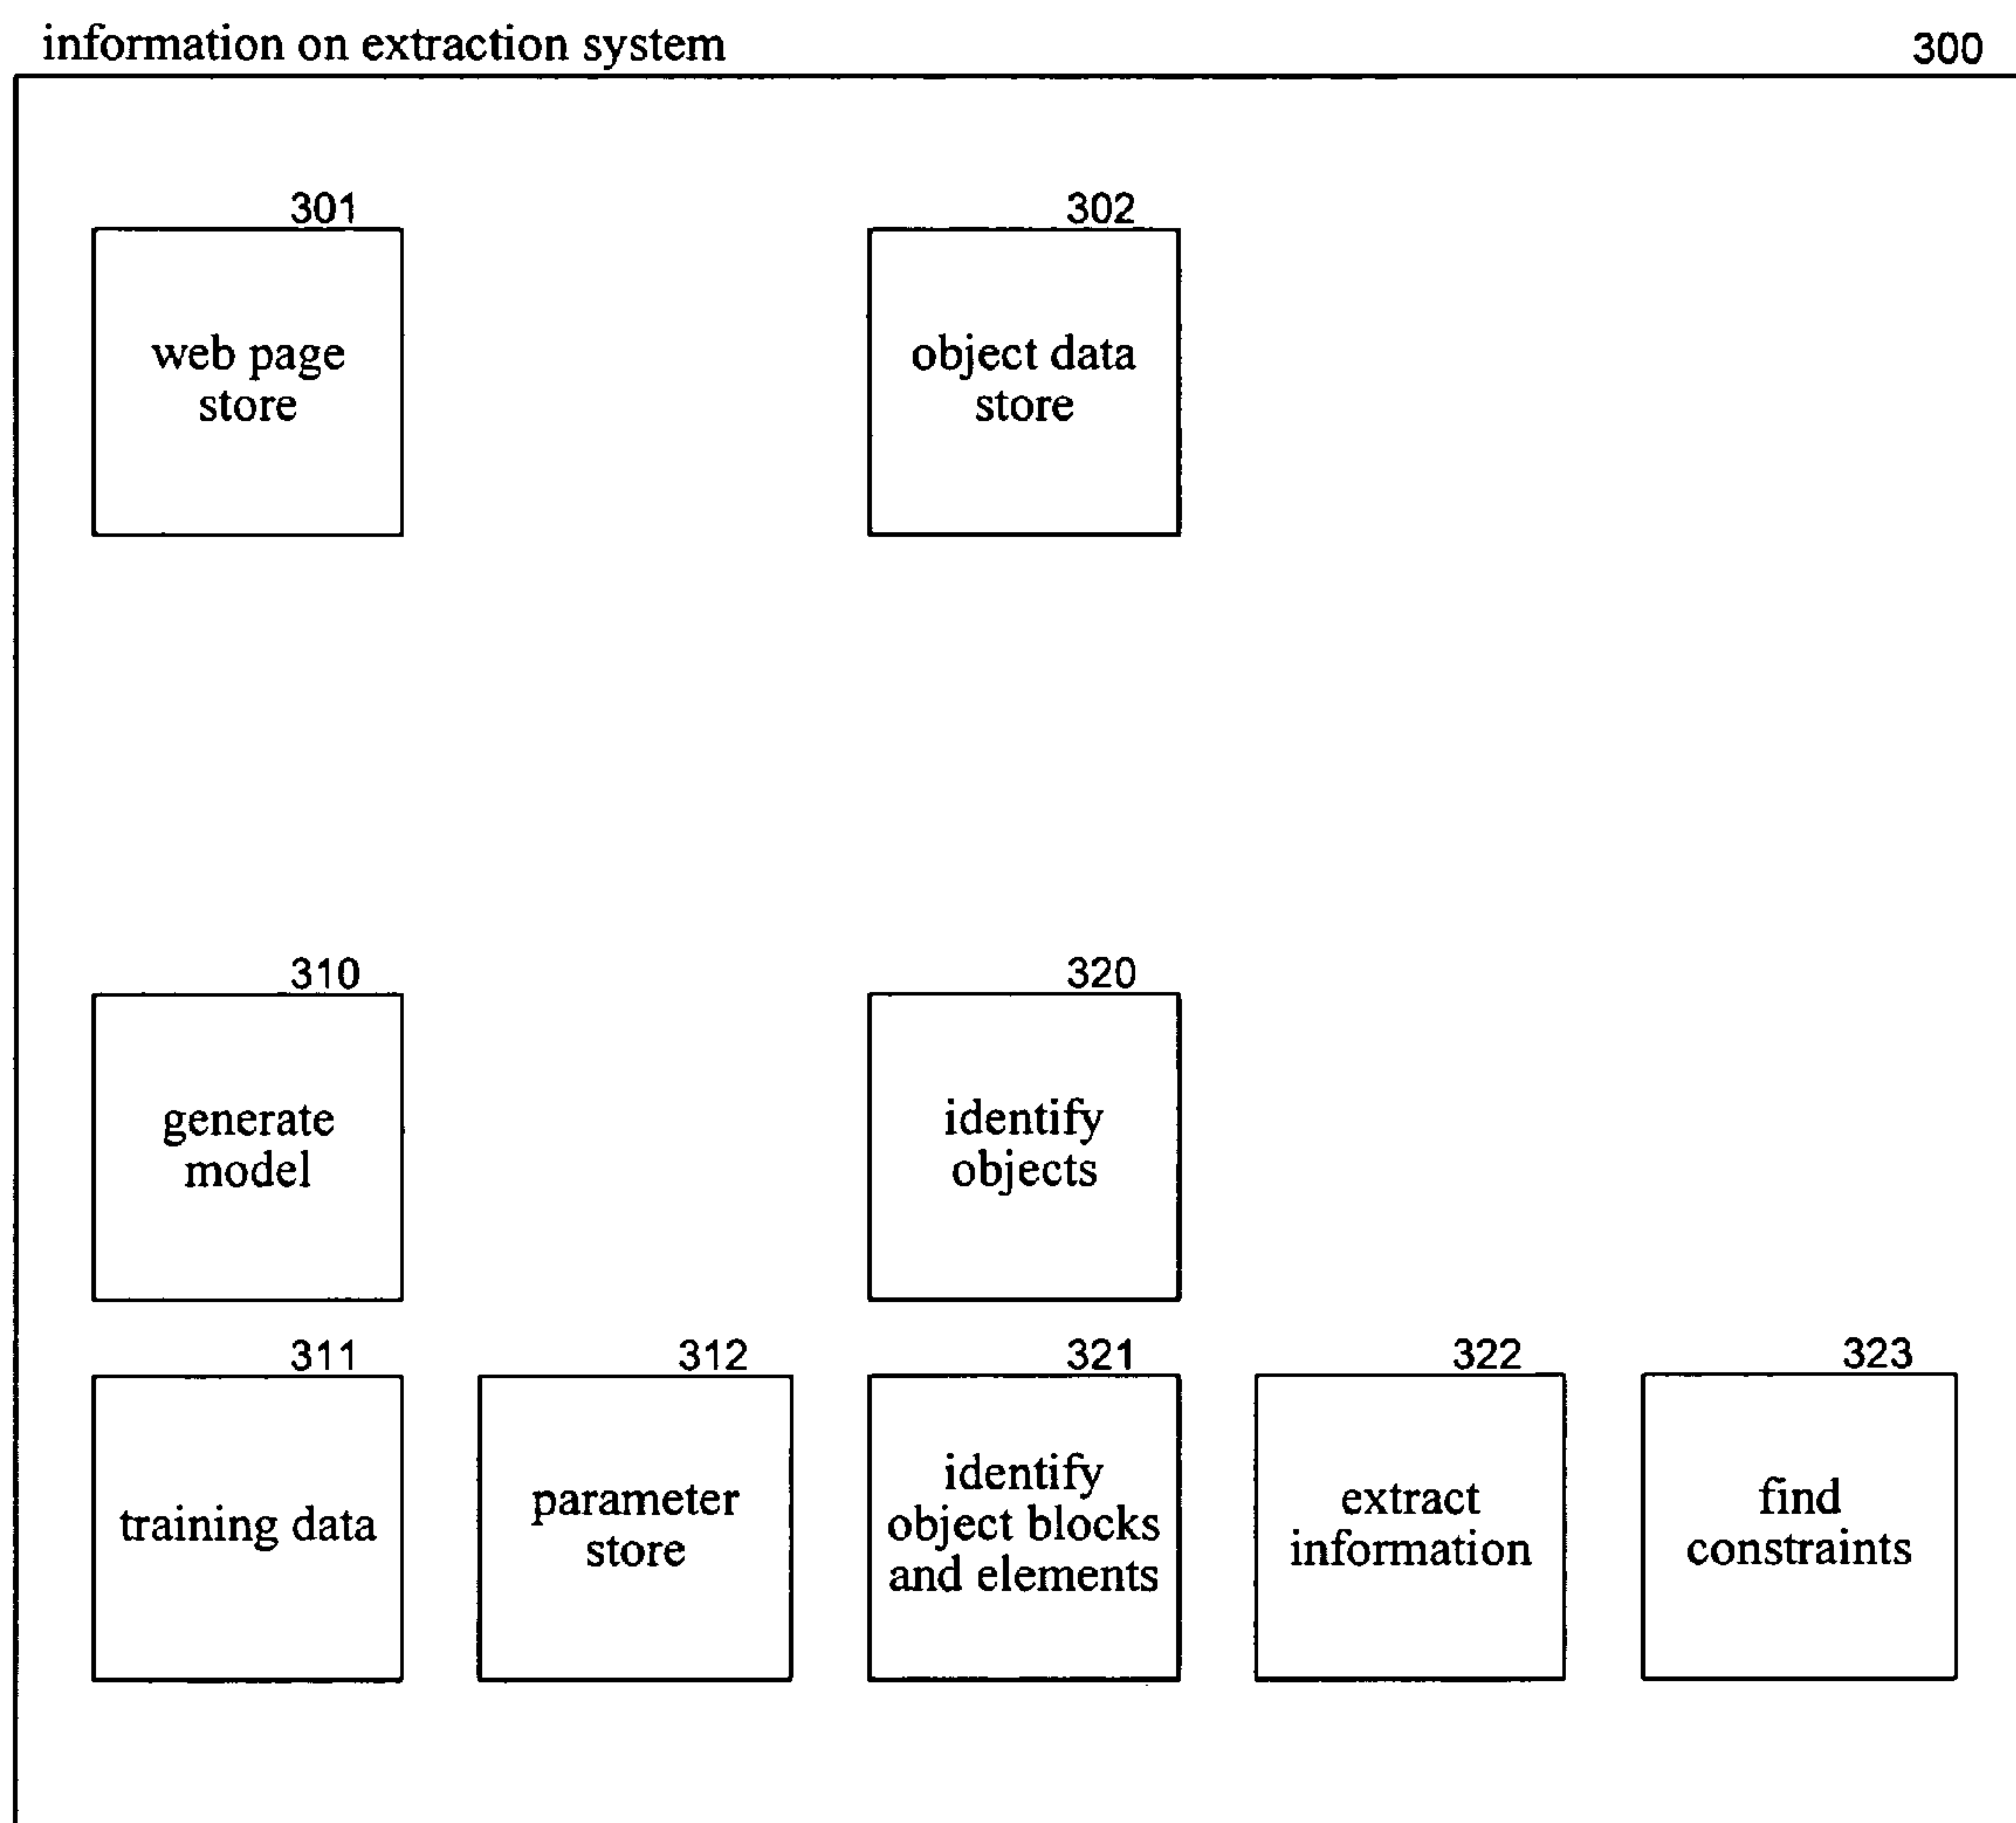 information on extraction system 300
301 302
web page
store
object data
store
310 320
generate
model
identify
objects
311 312 321 322 323
training data
parameter
store
identify
object blocks
and elements
extract
information
find
constraints